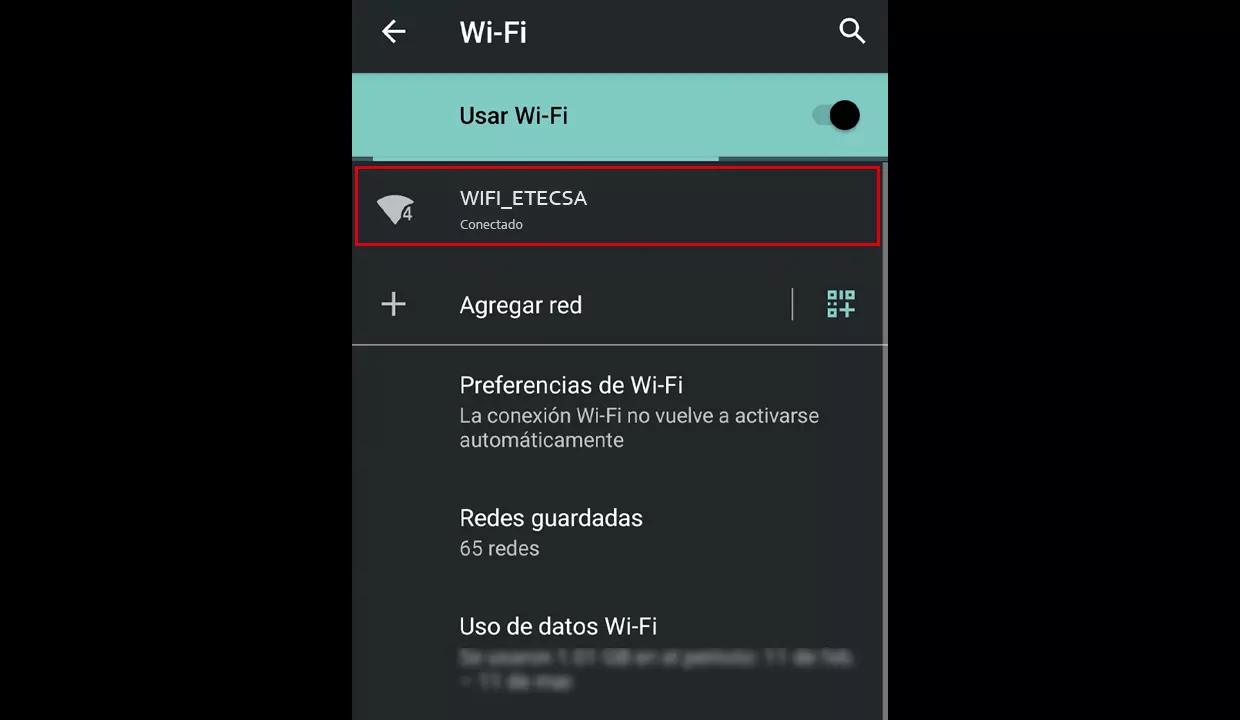 Wi-Fi
Usar Wi-Fi
WIFI_ETECSA
4
Conectado
Agregar red
Preferencias de Wi-Fi
La conexión Wi-Fi no vuelve a activarse
automáticamente
Redes guardadas
65 redes
Uso de datos Wi-Fi